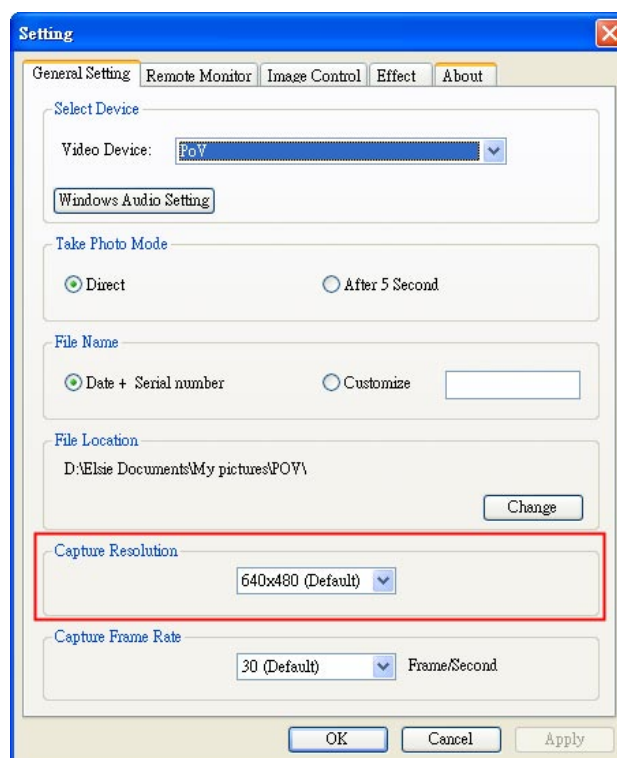 Setting
General Setting Remote Monitor Image Control Effect About
Select Device
Video Device: PoV
Windows Audio Setting
Take Photo Mode
Direct After 5 Second
File Name
Date + Serial number Customize
File Location
D:\Elsie Documents\My pictures\POV\
Change
Capture Resolution
640x480 (Default)
Capture Frame Rate
30 (Default) Frame/Second
OK Cancel Apply